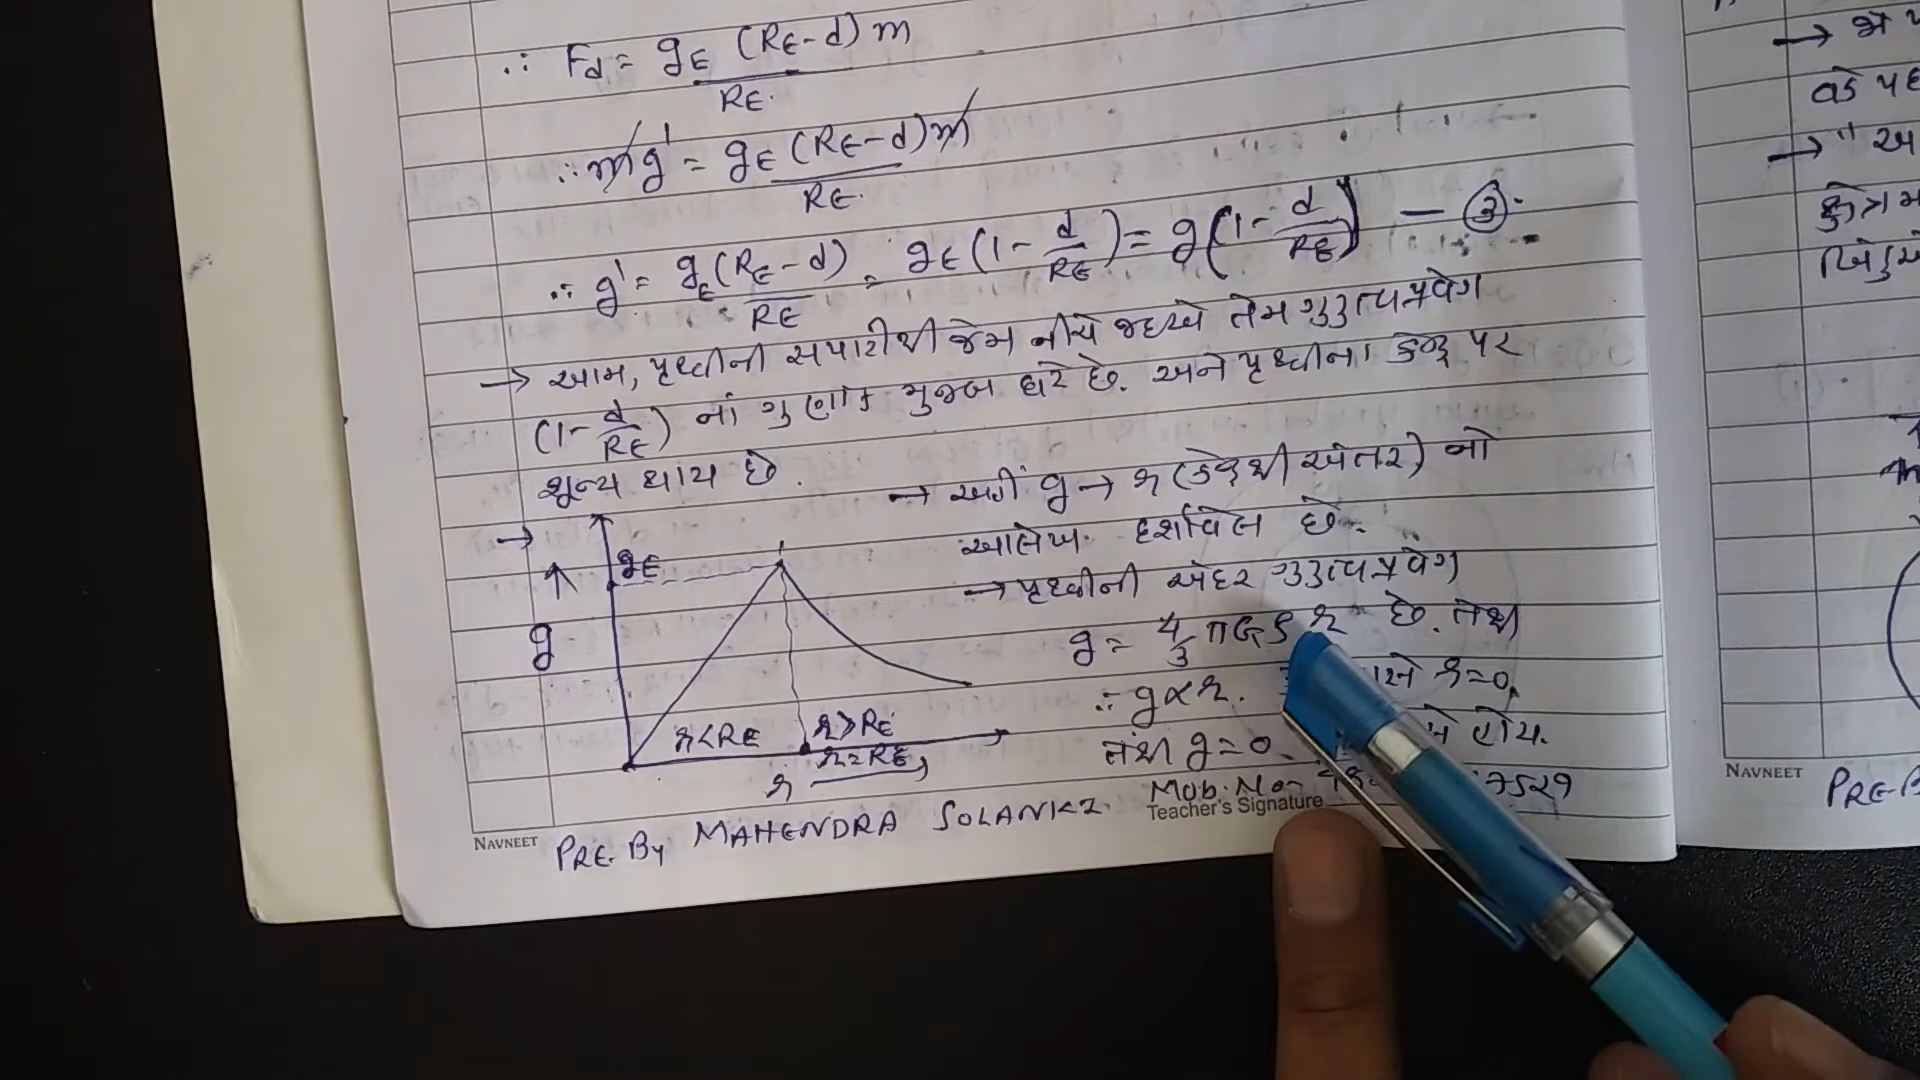 ∴ Fd = gE (RE-d) m / RE.
∴ mg' = gE (RE-d) m / RE.
∴ g' = gE (RE-d) / RE = gE (1 - d/RE) = g (1 - d/RE) — ③.
→ આમ, પૃથ્વીની સપાટીથી જેમ નીચે જઇએ તેમ ગુરુત્વપ્રવેગ
(1 - d/RE) નાં ગુણાંક મુજબ ઘટે છે. અને પૃથ્વીના કેન્દ્ર પર
શૂન્ય થાય છે.
→ અહીં g → r (કેન્દ્રથી અંતર) નો
આલેખ દર્શાવેલ છે.
→ પૃથ્વીની અંદર ગુરુત્વપ્રવેગ
g = 4/3 πGρr છે. તેથી
∴ g∝r. r=0,
તેથી g=0 હોય.
→
gE
↑
g
r<RE
r>RE
r=RE,
r
NAVNEET
PRE. By MAHENDRA SOLANKI.
Mob. No-
Teacher's Signature
→
→ " અ
NAVNEET